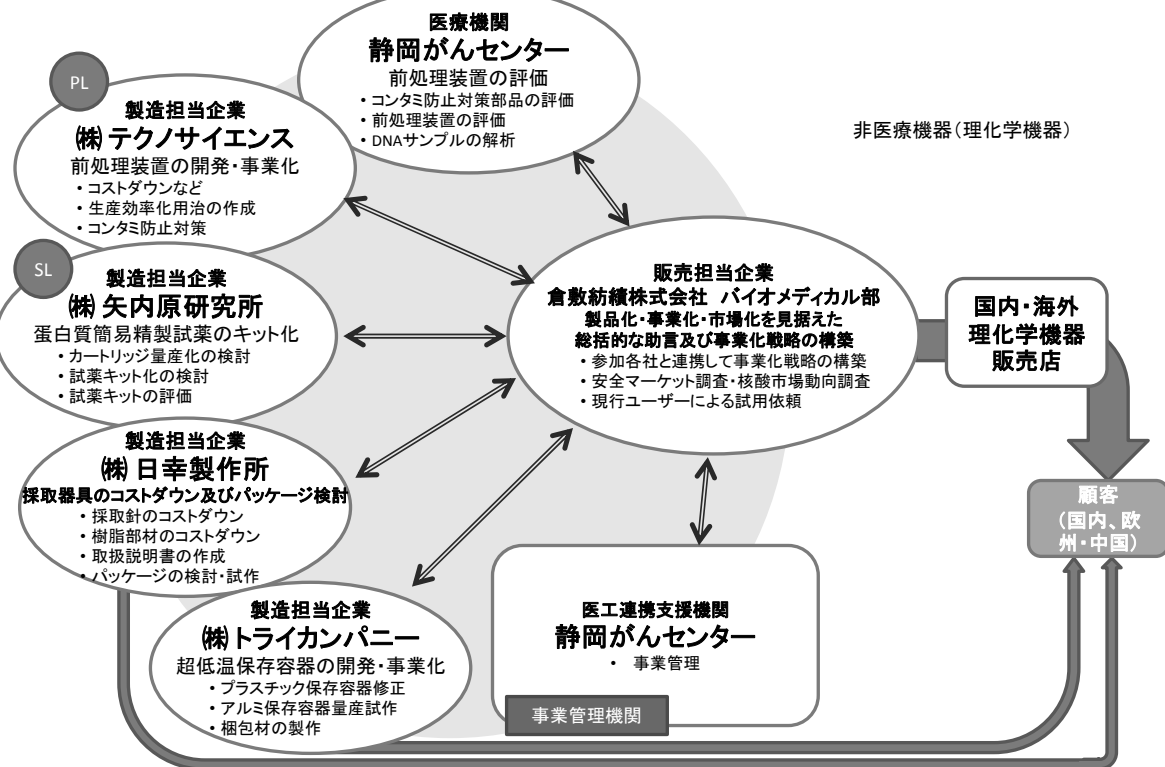 医療機関
静岡がんセンター
前処理装置の評価
・コンタミ防止対策部品の評価
・前処理装置の評価
・DNAサンプルの解析
PL
製造担当企業
㈱テクノサイエンス
前処理装置の開発・事業化
・コストダウンなど
・生産効率化用治の作成
・コンタミ防止対策
非医療機器(理化学機器)
SL
製造担当企業
㈱矢内原研究所
蛋白質簡易精製試薬のキット化
・カートリッジ量産化の検討
・試薬キット化の検討
・試薬キットの評価
販売担当企業
倉敷紡績株式会社 バイオメディカル部
製品化・事業化・市場化を見据えた
総括的な助言及び事業化戦略の構築
・参加各社と連携して事業化戦略の構築
・安全マーケット調査・核酸市場動向調査
・現行ユーザーによる試用依頼
国内・海外
理化学機器
販売店
製造担当企業
㈱日幸製作所
採取器具のコストダウン及びパッケージ検討
・採取針のコストダウン
・樹脂部材のコストダウン
・取扱説明書の作成
・パッケージの検討・試作
顧客
(国内、欧
州・中国)
製造担当企業
㈱トライカンパニー
超低温保存容器の開発・事業化
・プラスチック保存容器修正
・アルミ保存容器量産試作
・梱包材の製作
医工連携支援機関
静岡がんセンター
・ 事業管理
事業管理機関